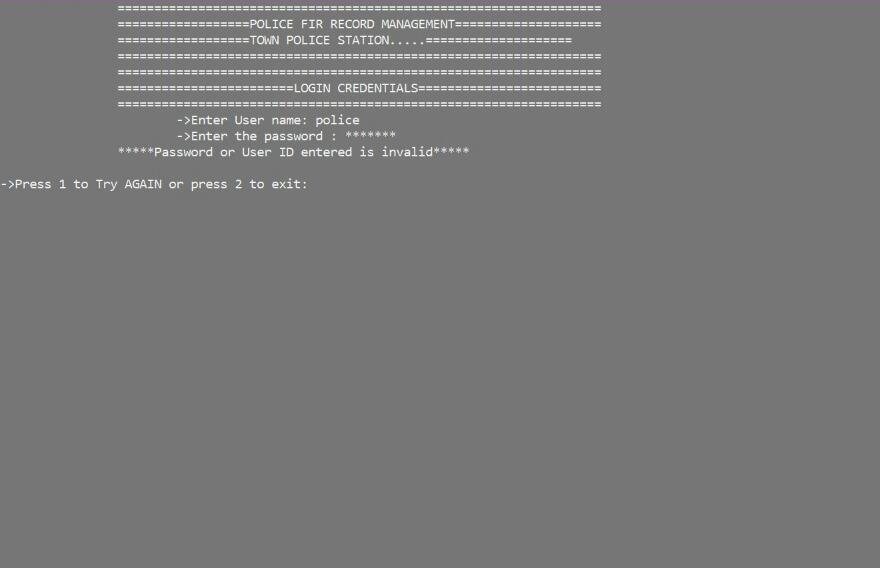 ==================================================================
==================POLICE FIR RECORD MANAGEMENT====================
==================TOWN POLICE STATION.....====================
==================================================================
==================================================================
========================LOGIN CREDENTIALS=========================
==================================================================
->Enter User name: police
->Enter the password : *******
*****Password or User ID entered is invalid*****
->Press 1 to Try AGAIN or press 2 to exit: